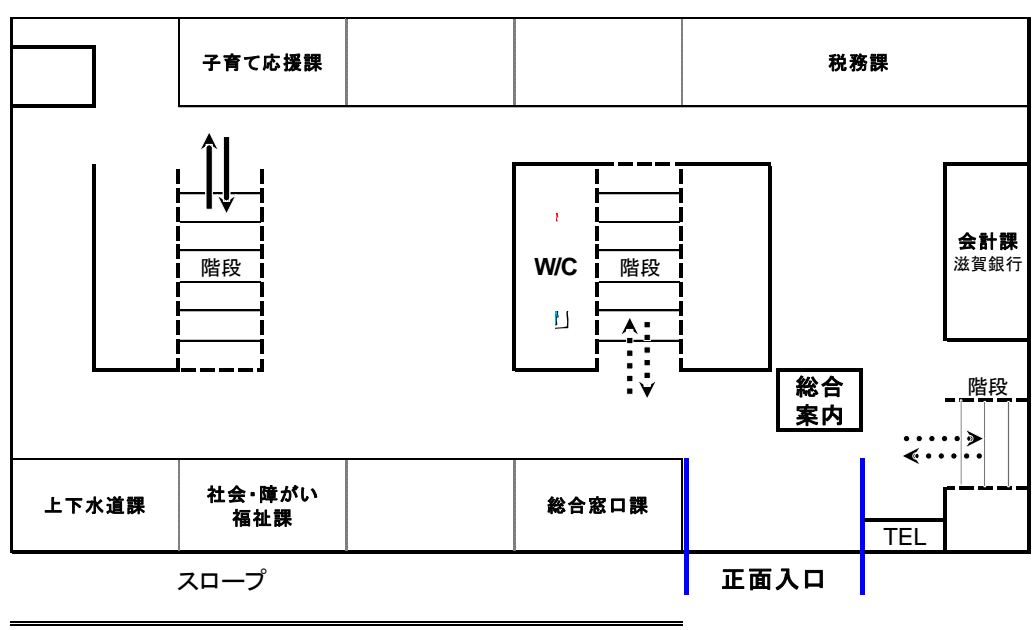 子育て応援課
税務課
会計課
滋賀銀行
階段
W/C
階段
階段
総合
案内
上下水道課
社会・障がい
福祉課
総合窓口課
TEL
スロープ
正面入口